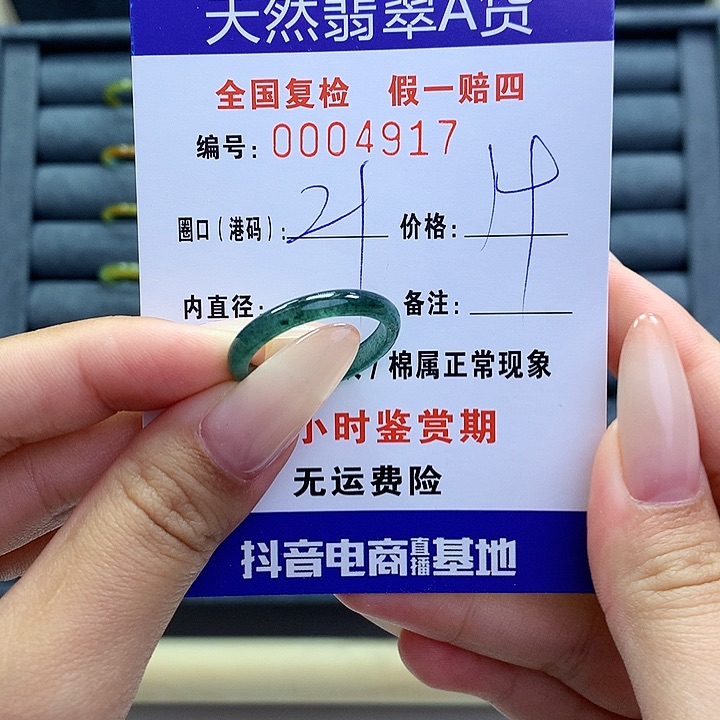 天然翡翠A货
全国复检 假一赔四
编号: 0004917
圈口(港码): 21 价格: 14
内直径: 备注:
/棉属正常现象
小时鉴赏期
无运费险
抖音电商直播基地